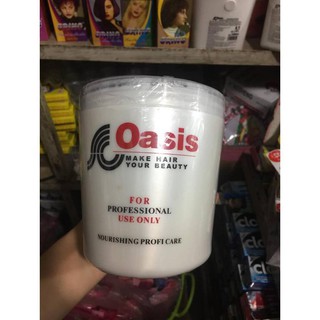 Oasis
MAKE HAIR
YOUR BEAUTY
FOR
PROFESSIONAL
USE ONLY
NOURISHING PROFI CARE